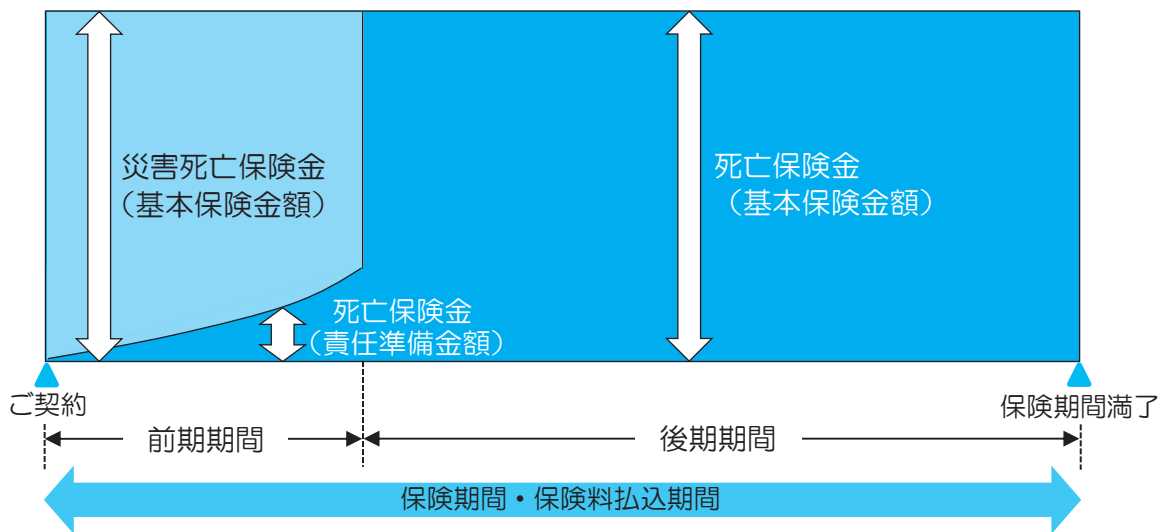 災害死亡保険金
（基本保険金額）
死亡保険金
（基本保険金額）
死亡保険金
（責任準備金額）
ご契約
保険期間満了
前期期間
後期期間
保険期間・保険料払込期間